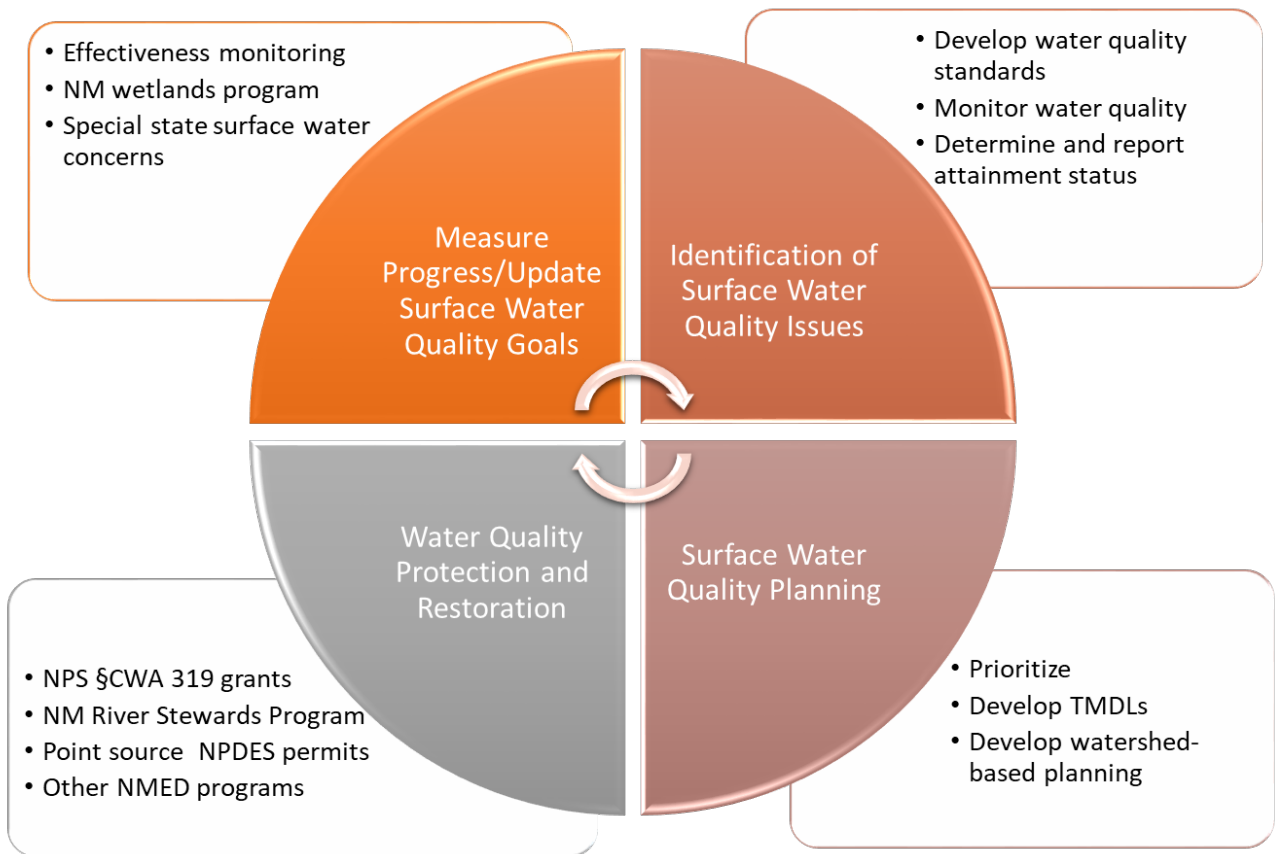 • Effectiveness monitoring
• NM wetlands program
• Special state surface water
concerns
• Develop water quality
standards
• Monitor water quality
• Determine and report
attainment status
Measure
Progress/Update
Surface Water
Quality Goals
Identification of
Surface Water
Quality Issues
Water Quality
Protection and
Restoration
Surface Water
Quality Planning
• NPS §CWA 319 grants
• NM River Stewards Program
• Point source  NPDES permits
• Other NMED programs
• Prioritize
• Develop TMDLs
• Develop watershed-
based planning